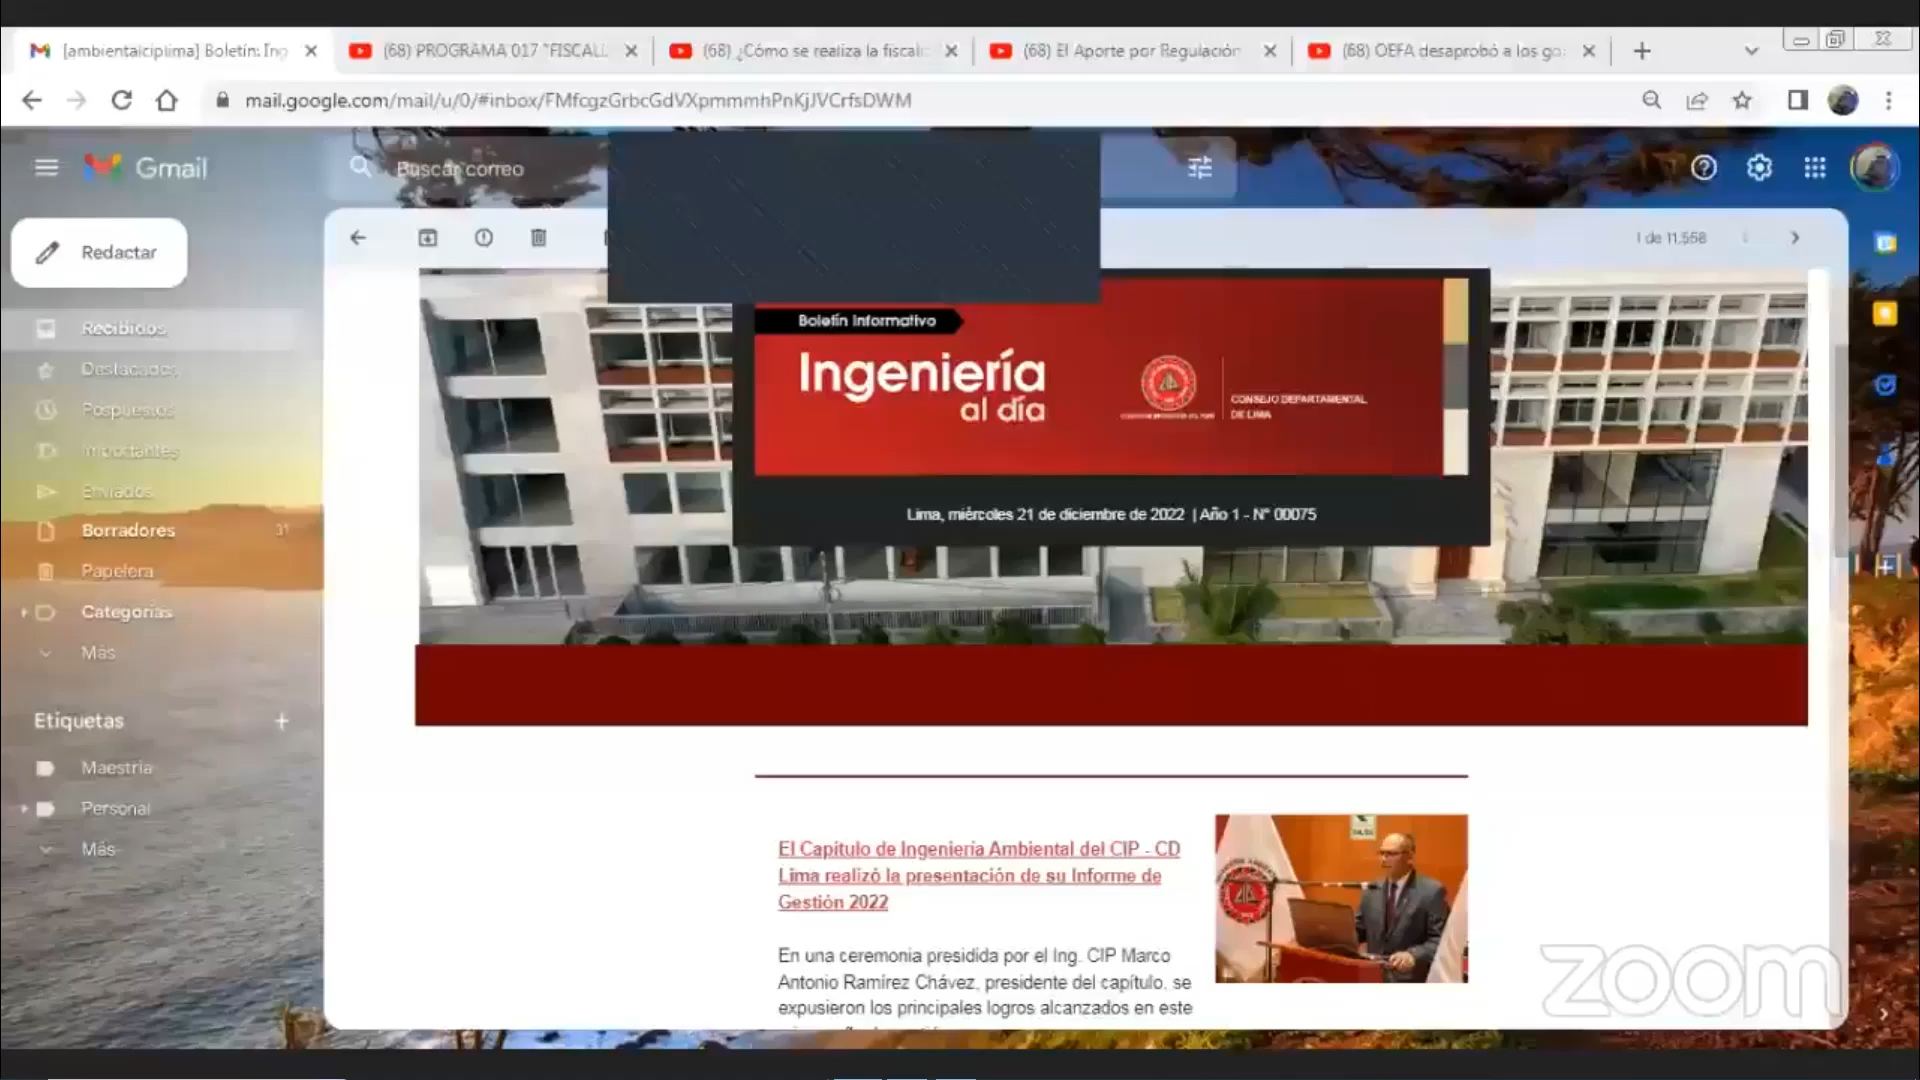 [ambientalciplima] Boletín: Ing
(68) PROGRAMA 017 "FISCALI
(68) ¿Cómo se realiza la fiscali
(68) El Aporte por Regulación
(68) OEFA desaprobó a los go
mail.google.com/mail/u/0/#inbox/FMfcgzGrbcGdVXpmmmhPnKjJVCrfsDWM
Gmail
Buscar correo
Redactar
1 de 11,558
Recibidos
Destacados
Pospuestos
Importantes
Enviados
Borradores 31
Papelera
Categorías
Más
Etiquetas
Maestria
Personal
Más
Boletín Informativo
Ingeniería
al día
CONSEJO DEPARTAMENTAL
DE LIMA
Lima, miércoles 21 de diciembre de 2022 | Año 1 - N° 00075
El Capítulo de Ingeniería Ambiental del CIP - CD
Lima realizó la presentación de su Informe de
Gestión 2022
En una ceremonia presidida por el Ing. CIP Marco
Antonio Ramírez Chávez, presidente del capítulo, se
expusieron los principales logros alcanzados en este
zoom